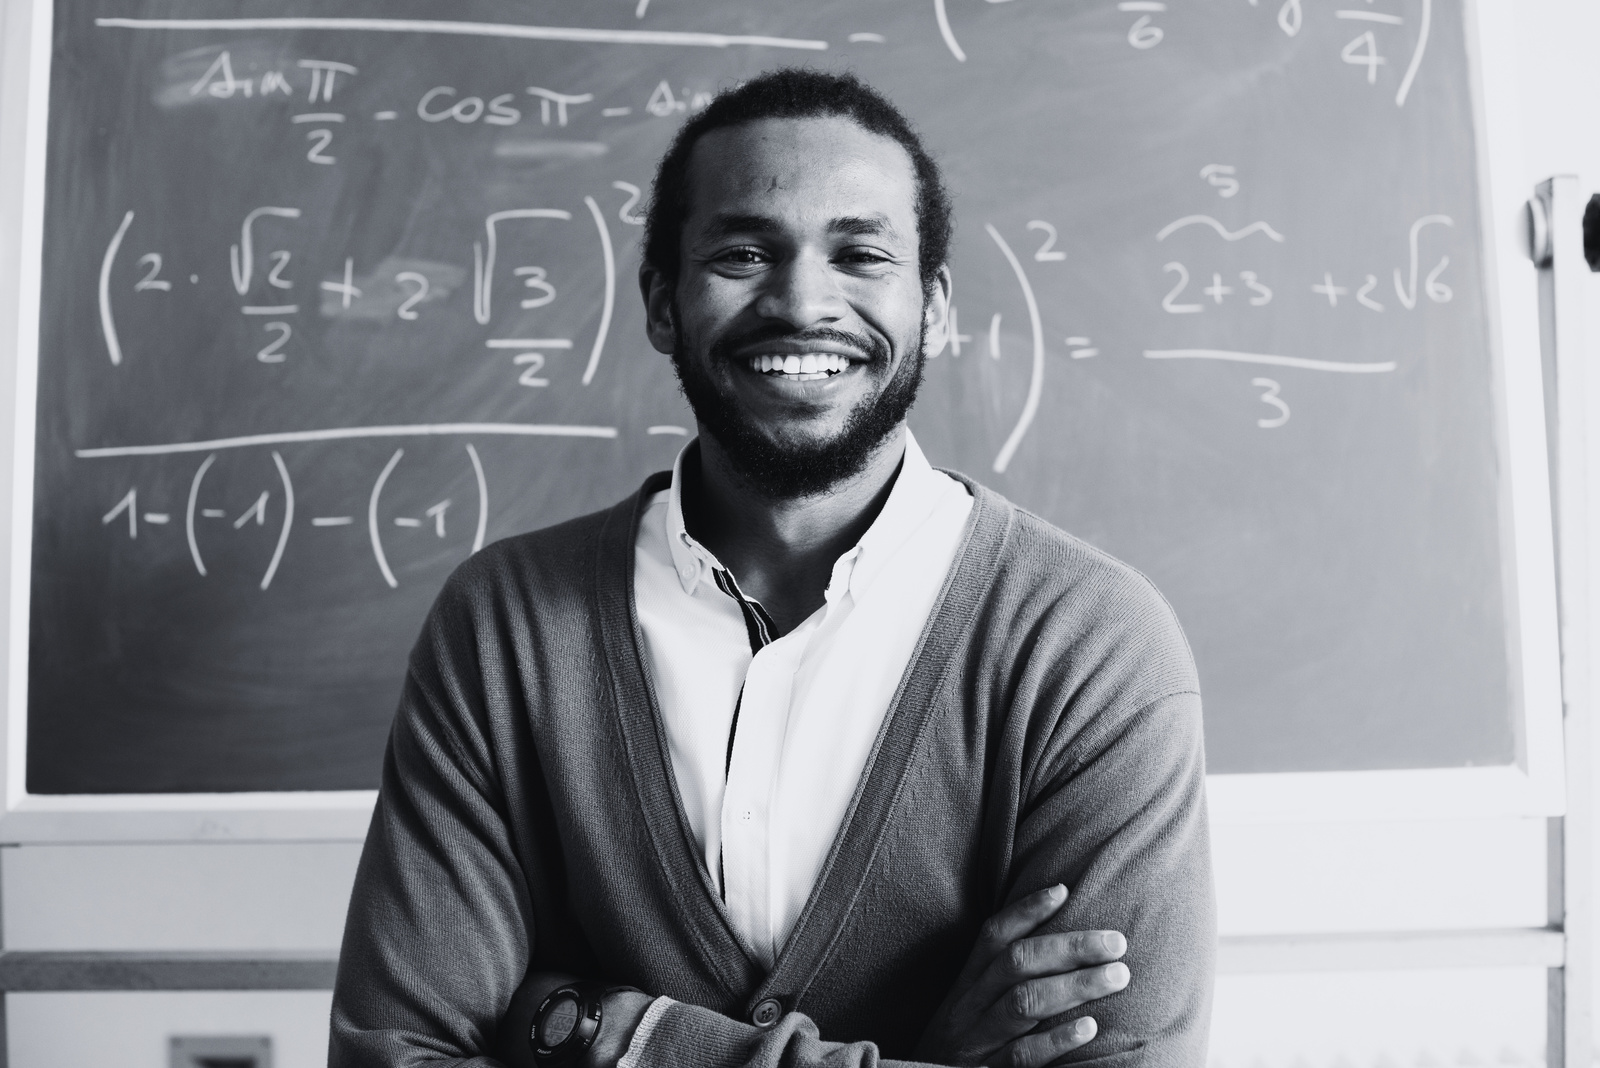 6 4
sin π/2 - cos π - sin
(2 · √2/2 + 2 √3/2)² + 1)² = 5
2+3 + 2√6 / 3
1 - (-1) - (-1)